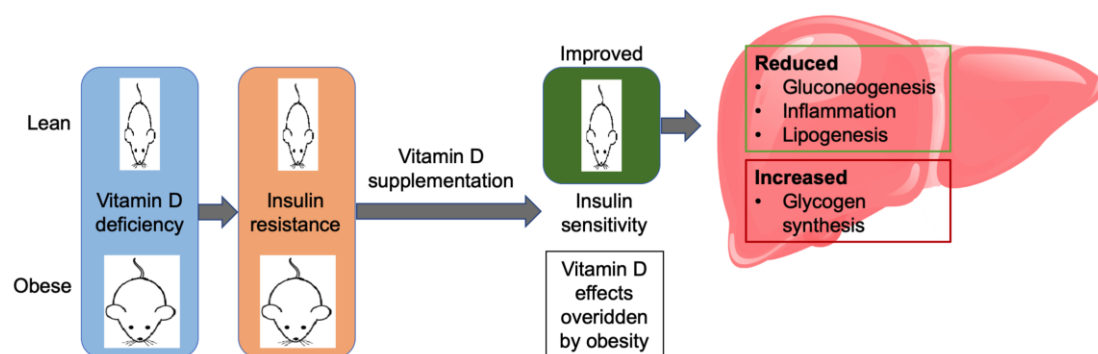 Lean
Obese
Vitamin D
deficiency
Insulin
resistance
Vitamin D
supplementation
Improved
Insulin
sensitivity
Vitamin D
effects
overidden
by obesity
Reduced
• Gluconeogenesis
• Inflammation
• Lipogenesis
Increased
• Glycogen
synthesis